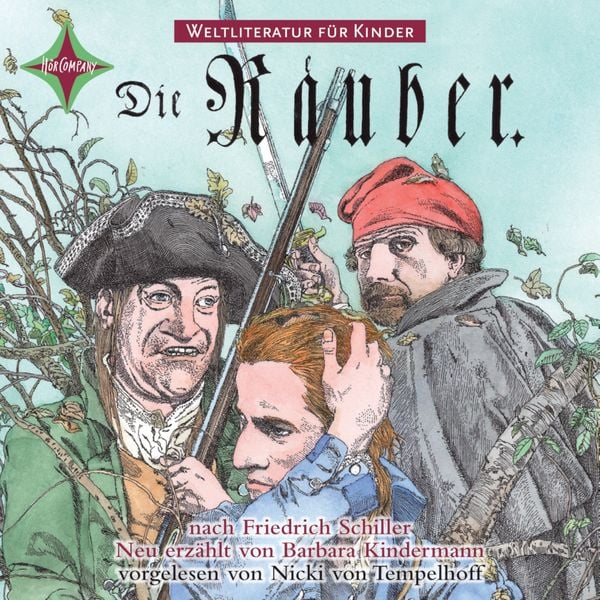 WELTLITERATUR FÜR KINDER
HÖRCOMPANY
Die Räuber.
nach Friedrich Schiller
Neu erzählt von Barbara Kindermann
vorgelesen von Nicki von Tempelhoff